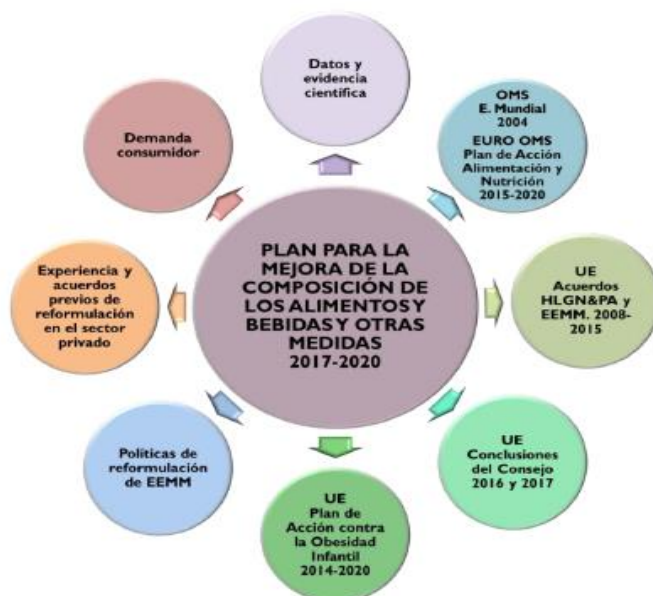 Datos y
evidencia
científica
OMS
E. Mundial
2004
EURO OMS
Plan de Acción
Alimentación y
Nutrición
2015-2020
UE
Acuerdos
HLGN&PA y
EEMM. 2008-
2015
UE
Conclusiones
del Consejo
2016 y 2017
UE
Plan de
Acción contra
la Obesidad
Infantil
2014-2020
Políticas de
reformulación
de EEMM
Experiencia y
acuerdos
previos de
reformulación
en el sector
privado
Demanda
consumidor
PLAN PARA LA
MEJORA DE LA
COMPOSICIÓN DE
LOS ALIMENTOS Y
BEBIDAS Y OTRAS
MEDIDAS
2017-2020